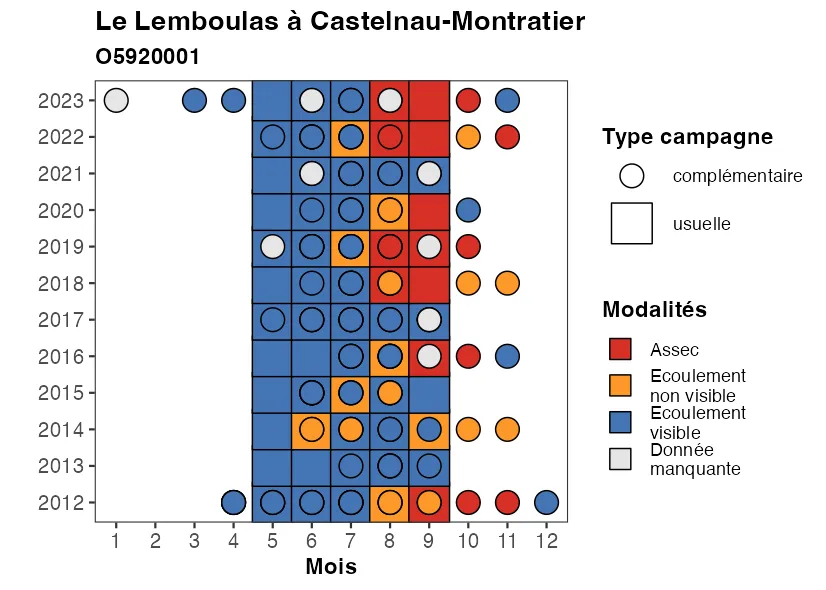 Le Lemboulas à Castelnau-Montratier
O5920001
2023
2022
2021
2020
2019
2018
2017
2016
2015
2014
2013
2012
1 2 3 4 5 6 7 8 9 10 11 12
Mois
Type campagne
complémentaire
usuelle
Modalités
Assec
Ecoulement
non visible
Ecoulement
visible
Donnée
manquante